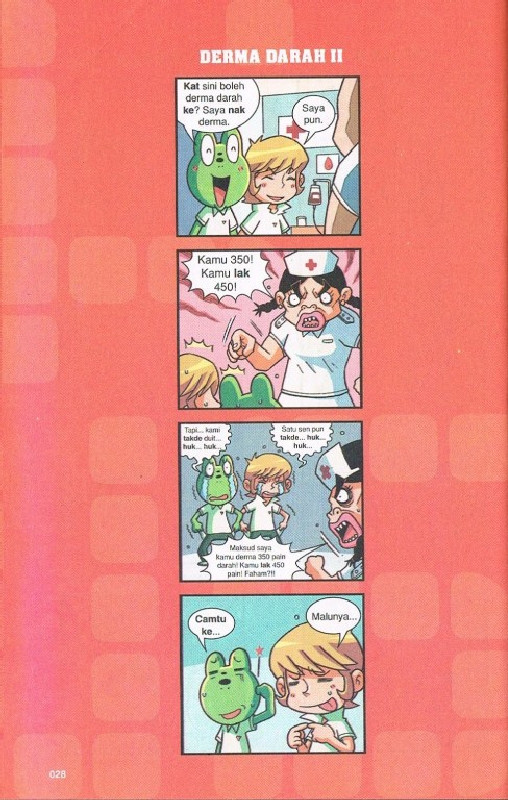 DERMA DARAH II
Kat sini boleh
derma darah
ke? Saya nak
derma.
Saya
pun.
Kamu 350!
Kamu lak
450!
Tapi... kami
takde duit...
huk... huk...
Satu sen pun
takde... huk...
huk...
Maksud saya
kamu derma 350 pain
darah! Kamu lak 450
pain! Faham?!!!
Camtu
ke...
Malunya...
028